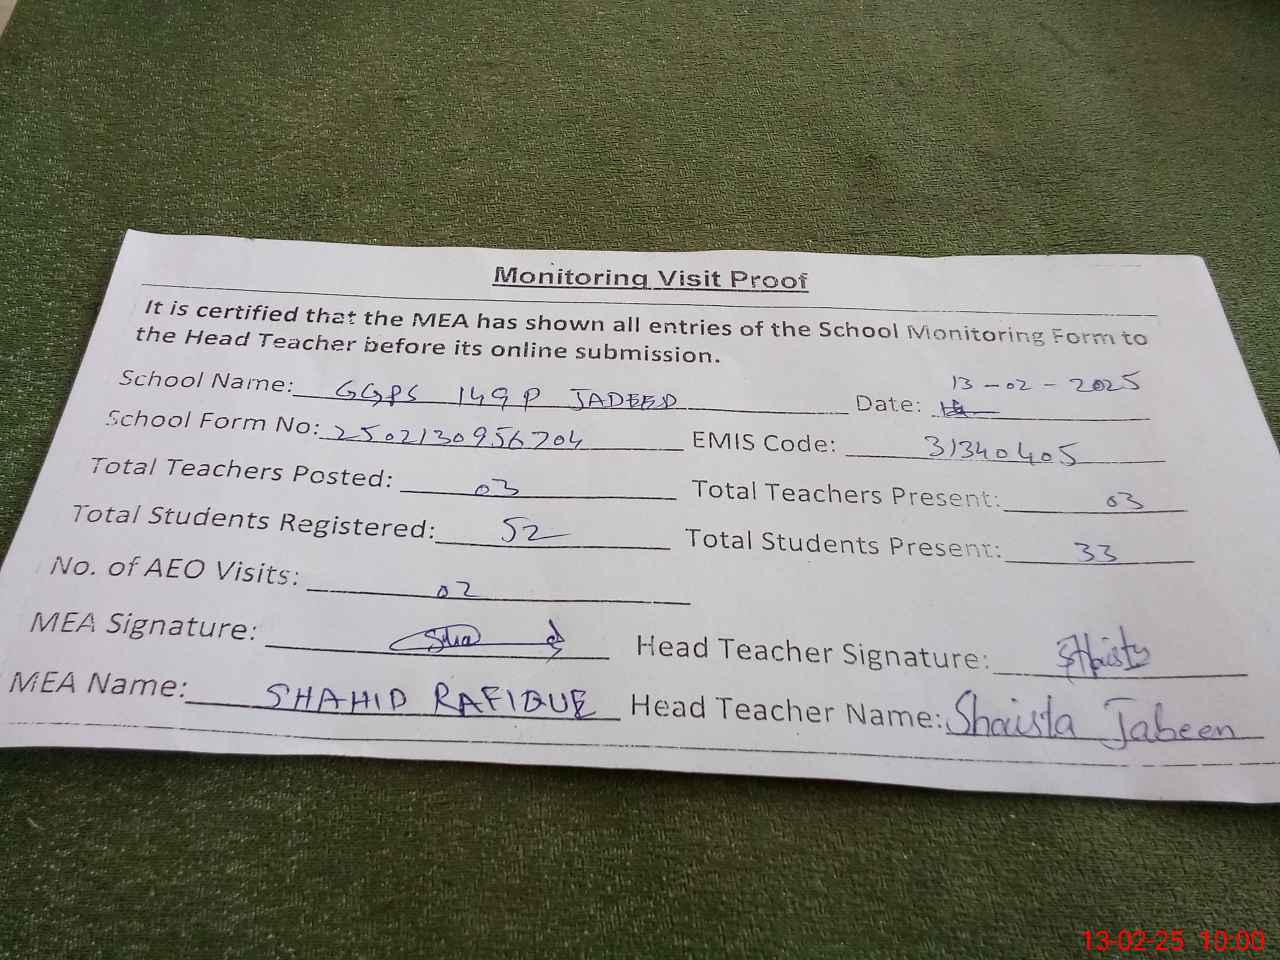 Monitoring Visit Proof
It is certified that the MEA has shown all entries of the School Monitoring Form to
the Head Teacher before its online submission.
School Name: GGPS 149 P JADEED Date: 13-02-2025
School Form No: 2502130956704 EMIS Code: 31340405
Total Teachers Posted: 03 Total Teachers Present: 03
Total Students Registered: 52 Total Students Present: 33
No. of AEO Visits: 02
MEA Signature: Head Teacher Signature: Shaista
MEA Name: SHAHID RAFIQUE Head Teacher Name: Shaista Jabeen
13-02-25 10:00